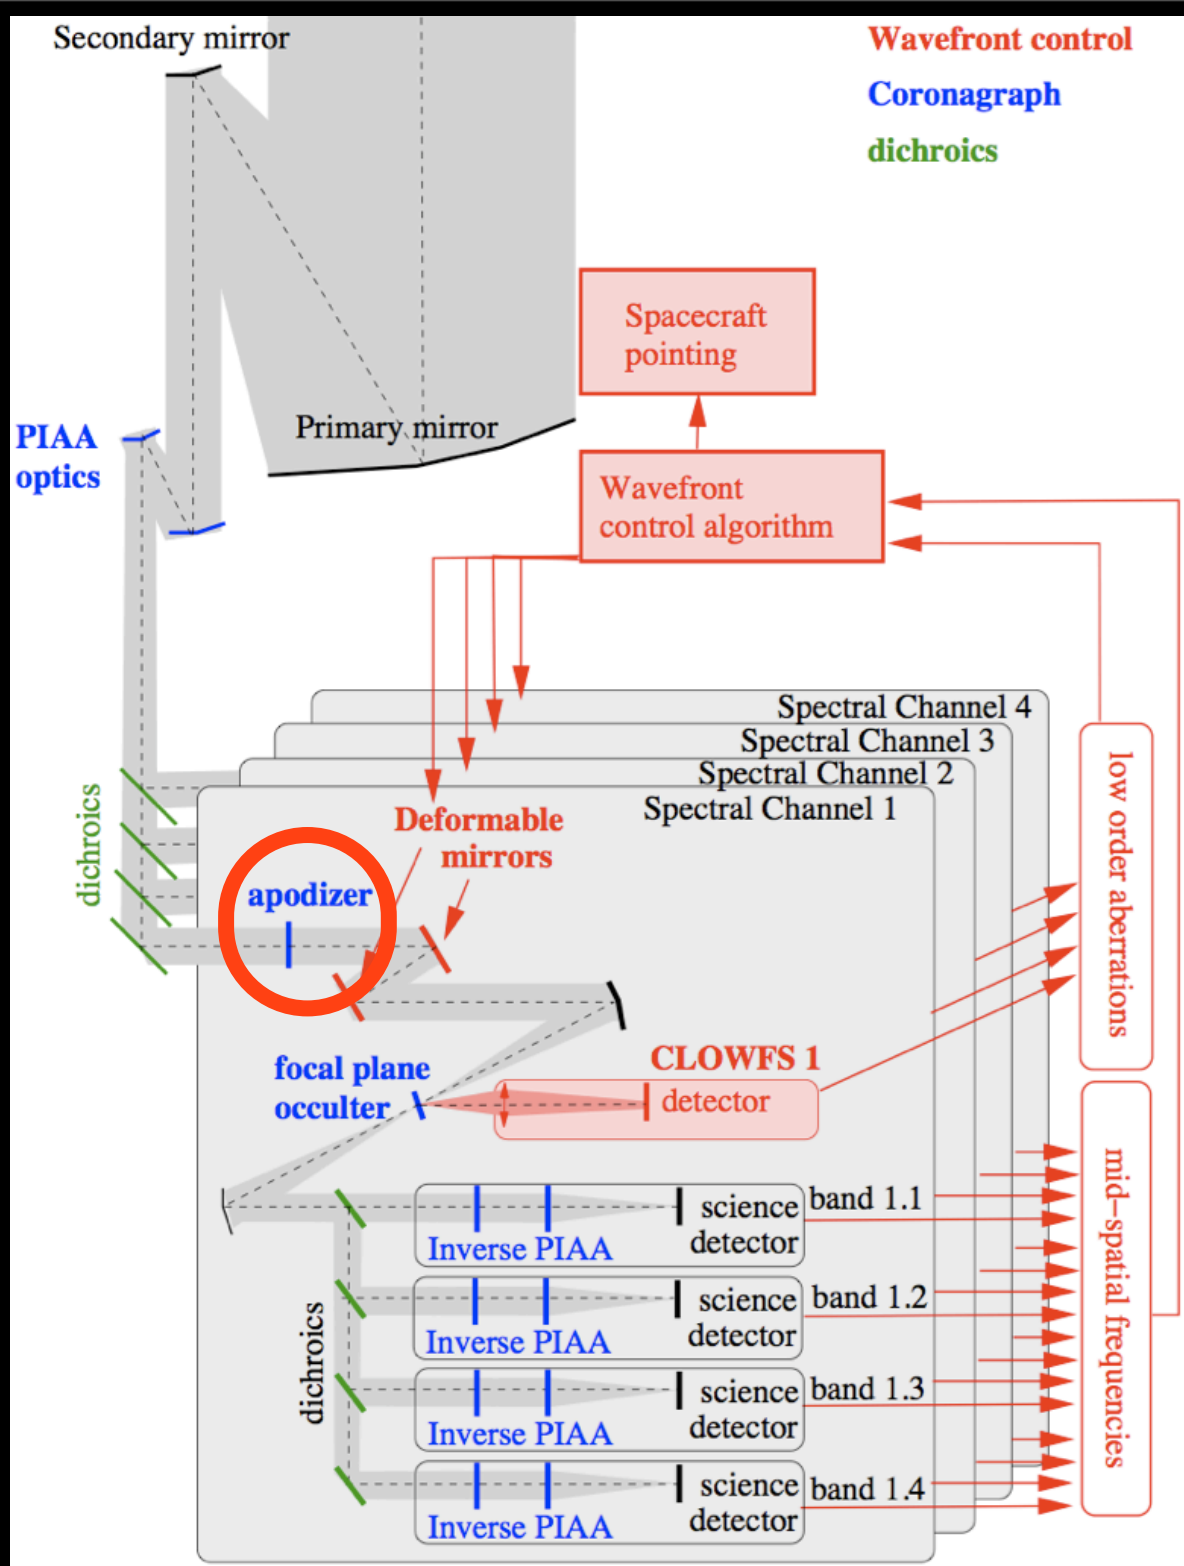 Secondary mirror
Wavefront control
Coronagraph
dichroics
Spacecraft
pointing
Primary mirror
PIAA
optics
Wavefront
control algorithm
Spectral Channel 4
Spectral Channel 3
Spectral Channel 2
Spectral Channel 1
dichroics
Deformable
mirrors
apodizer
low order aberrations
focal plane
occulter
CLOWFS 1
detector
mid-spatial frequencies
dichroics
Inverse PIAA
science
detector
band 1.1
Inverse PIAA
science
detector
band 1.2
Inverse PIAA
science
detector
band 1.3
Inverse PIAA
science
detector
band 1.4